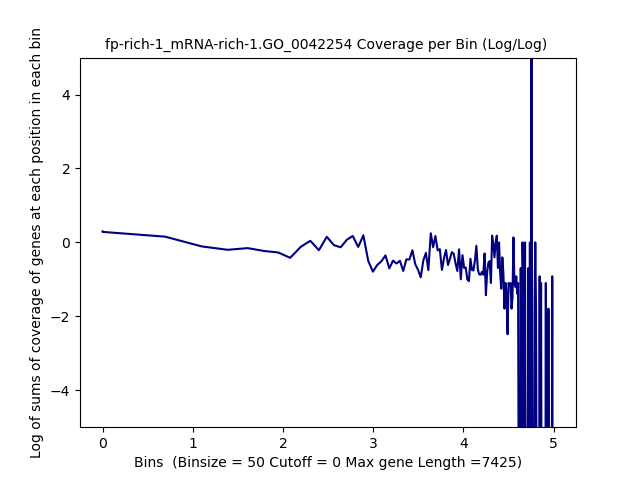 fp-rich-1_mRNA-rich-1.GO_0042254 Coverage per Bin (Log/Log)
Log of sums of coverage of genes at each position in each bin
4
2
0
−2
−4
0 1 2 3 4 5
Bins  (Binsize = 50 Cutoff = 0 Max gene Length =7425)